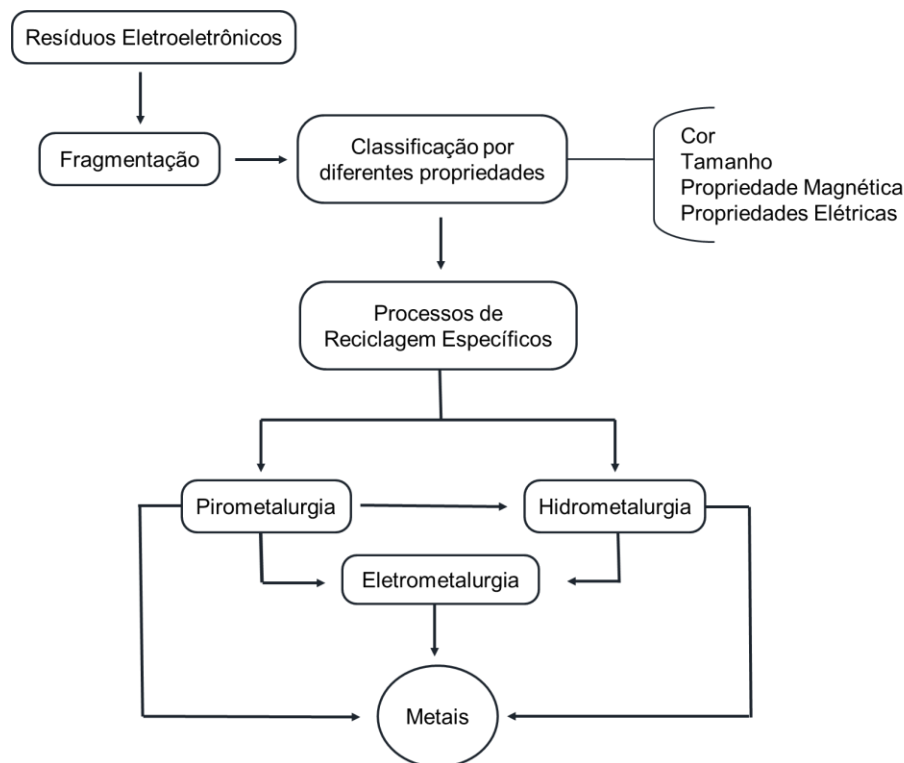 Resíduos Eletroeletrônicos
Fragmentação
Classificação por
diferentes propriedades
Cor
Tamanho
Propriedade Magnética
Propriedades Elétricas
Processos de
Reciclagem Específicos
Pirometalurgia
Hidrometalurgia
Eletrometalurgia
Metais